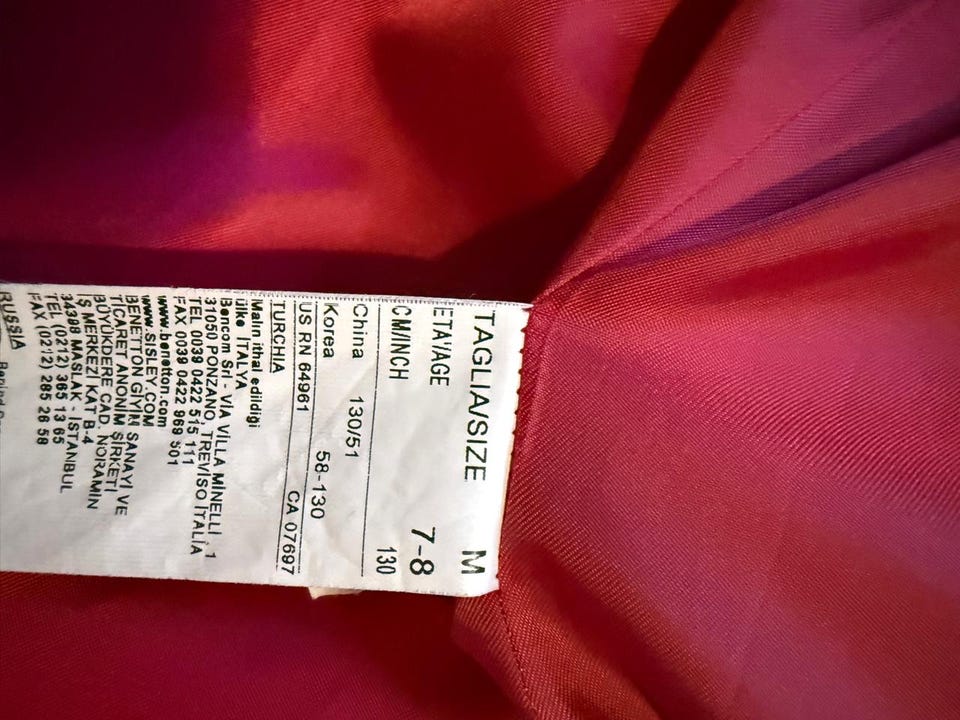 TAGLIA/SIZE M
ETA'/AGE 7-8
CM/INCH 130
China 130/51
Korea 58-130
US RN 64961 CA 07697
TURCHIA
Malın ithal edildiği
ülke İTALYA
Bencom Srl - VIA VILLA MINELLI, 1
31050 PONZANO, TREVISO İTALİA
TEL 0039 0422 515 111
FAX 0039 0422 969 501
www.benetton.com
WWW.SISLEY.COM
BENETTON GİYİM SANAYİ VE
TİCARET ANONİM ŞİRKETİ
BÜYÜKDERE CAD. NORAMIN
İŞ MERKEZİ KAT B-4
34398 MASLAK - İSTANBUL
TEL (0212) 365 13 65
FAX (0212) 285 26 58
RUSSIA